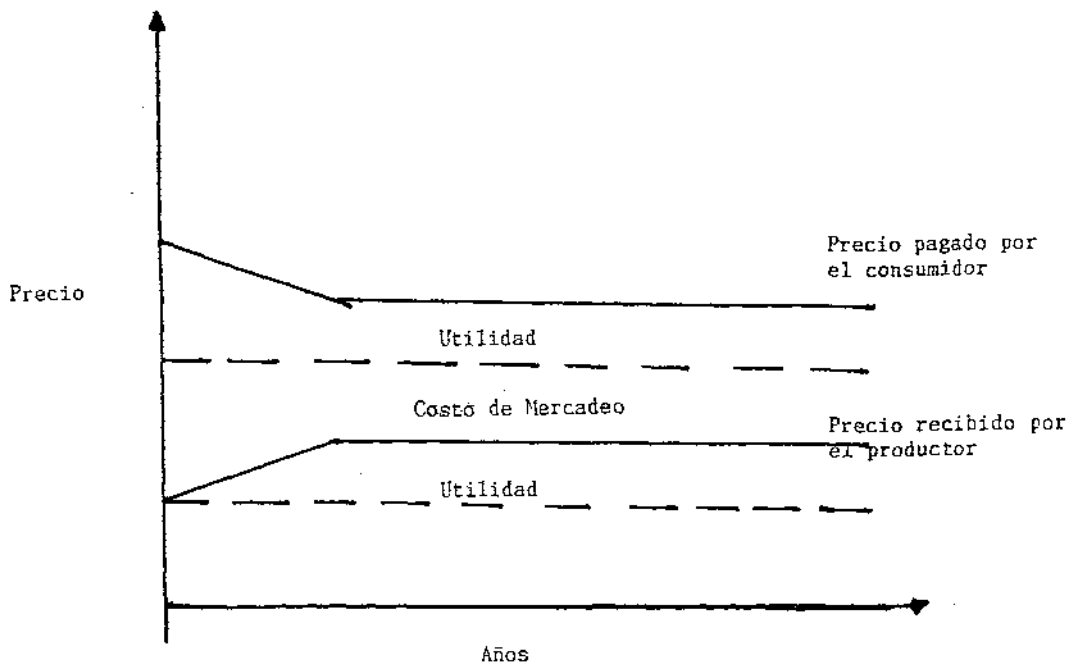 Precio pagado por
el consumidor
Precio
Utilidad
Costo de Mercadeo
Precio recibido por
el productor
Utilidad
Años